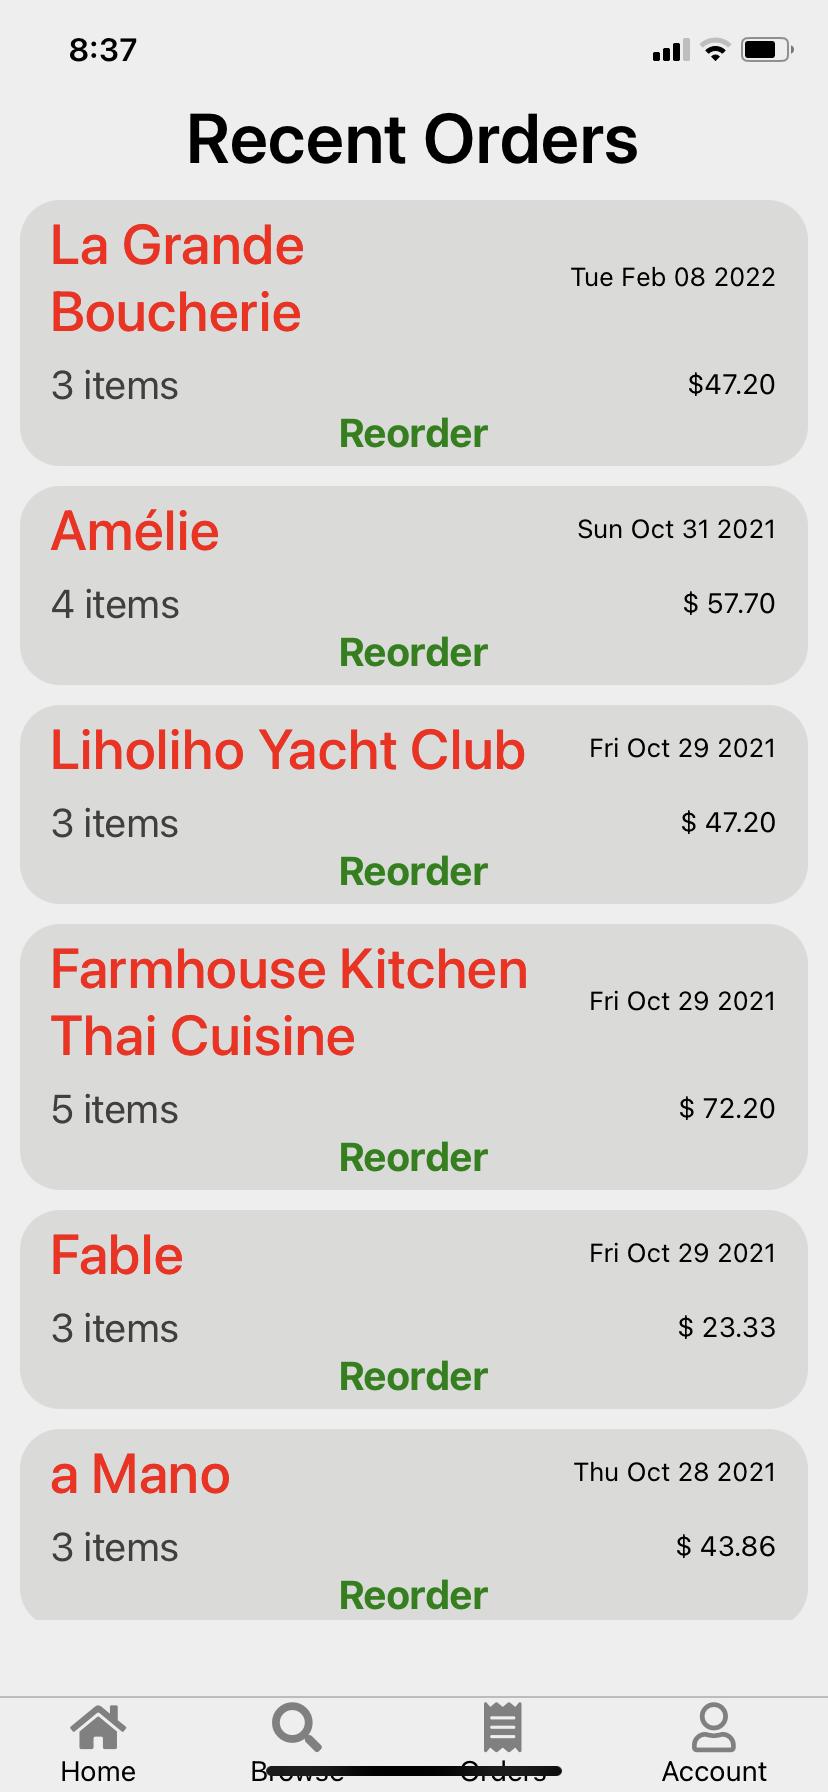 8:37
Recent Orders
La Grande
Boucherie
Tue Feb 08 2022
3 items
$47.20
Reorder
Amélie
Sun Oct 31 2021
4 items
$ 57.70
Reorder
Liholiho Yacht Club
Fri Oct 29 2021
3 items
$ 47.20
Reorder
Farmhouse Kitchen
Thai Cuisine
Fri Oct 29 2021
5 items
$ 72.20
Reorder
Fable
Fri Oct 29 2021
3 items
$ 23.33
Reorder
a Mano
Thu Oct 28 2021
3 items
$ 43.86
Reorder
Home Browse Orders Account